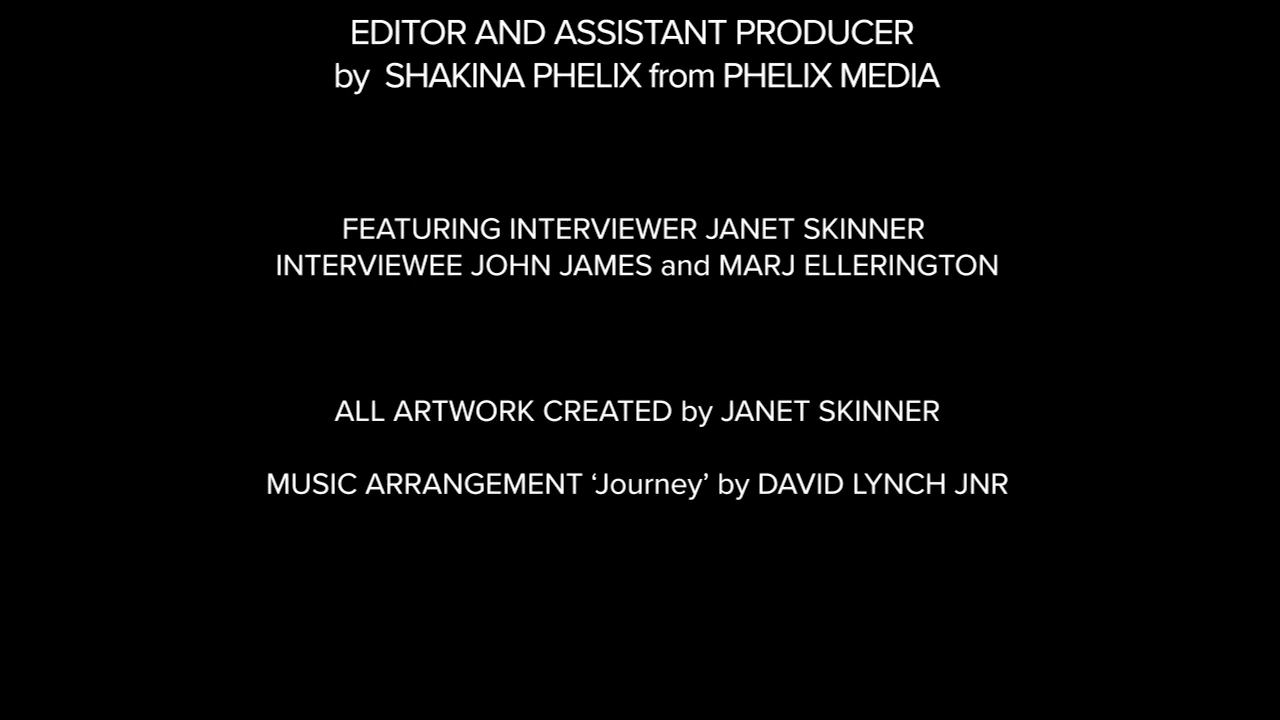 EDITOR AND ASSISTANT PRODUCER
by SHAKINA PHELIX from PHELIX MEDIA
FEATURING INTERVIEWER JANET SKINNER
INTERVIEWEE JOHN JAMES and MARJ ELLERINGTON
ALL ARTWORK CREATED by JANET SKINNER
MUSIC ARRANGEMENT ‘Journey’ by DAVID LYNCH JNR